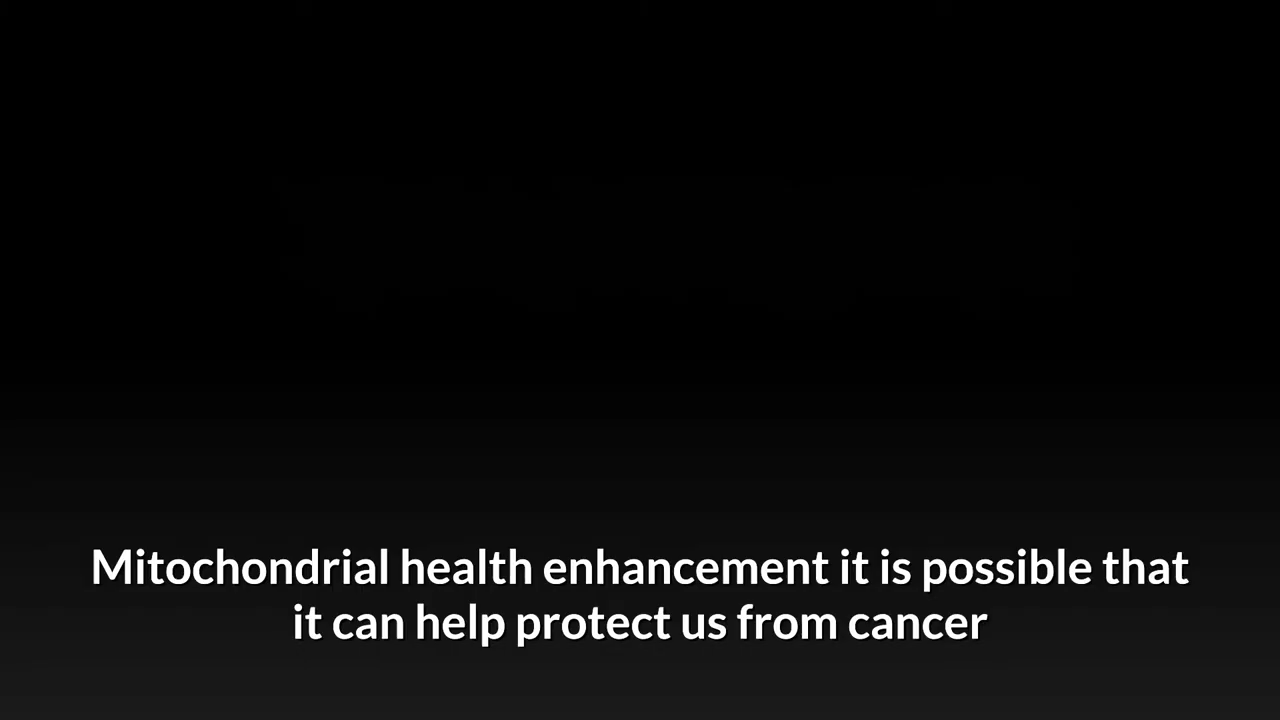 Mitochondrial health enhancement it is possible that
it can help protect us from cancer